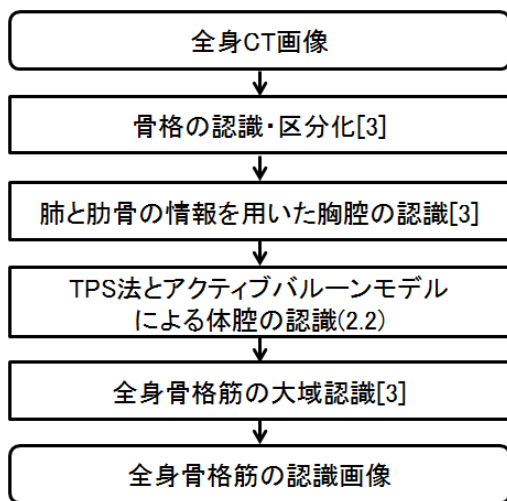 全身CT画像
骨格の認識・区分化[3]
肺と肋骨の情報を用いた胸腔の認識[3]
TPS法とアクティブバルーンモデル
による体腔の認識(2.2)
全身骨格筋の大域認識[3]
全身骨格筋の認識画像